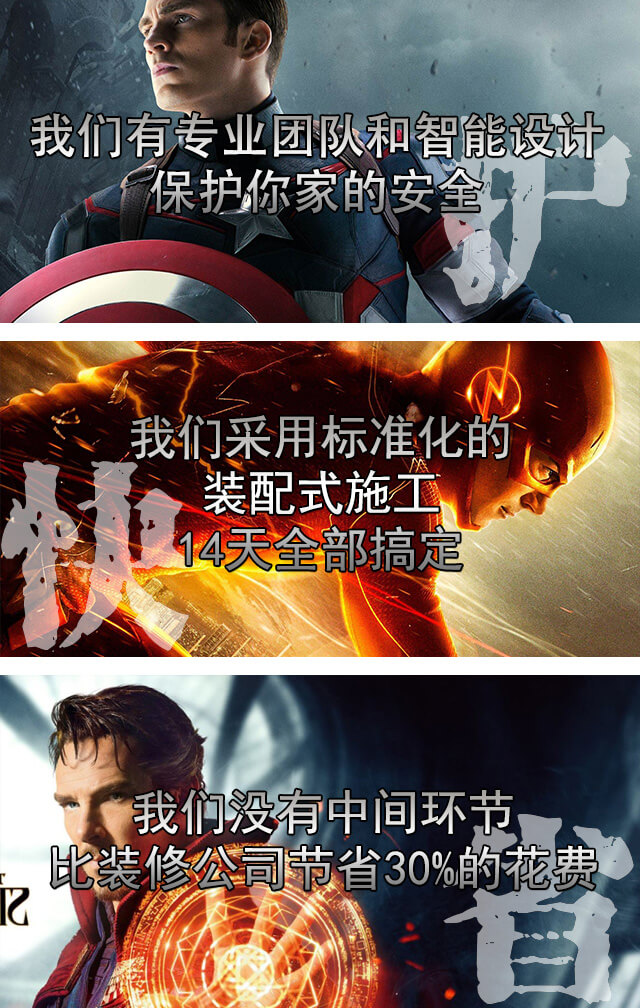 我们有专业团队和智能设计
保护你家的安全
护
我们采用标准化的
装配式施工
14天全部搞定
快
我们没有中间环节
比装修公司节省30%的花费
省